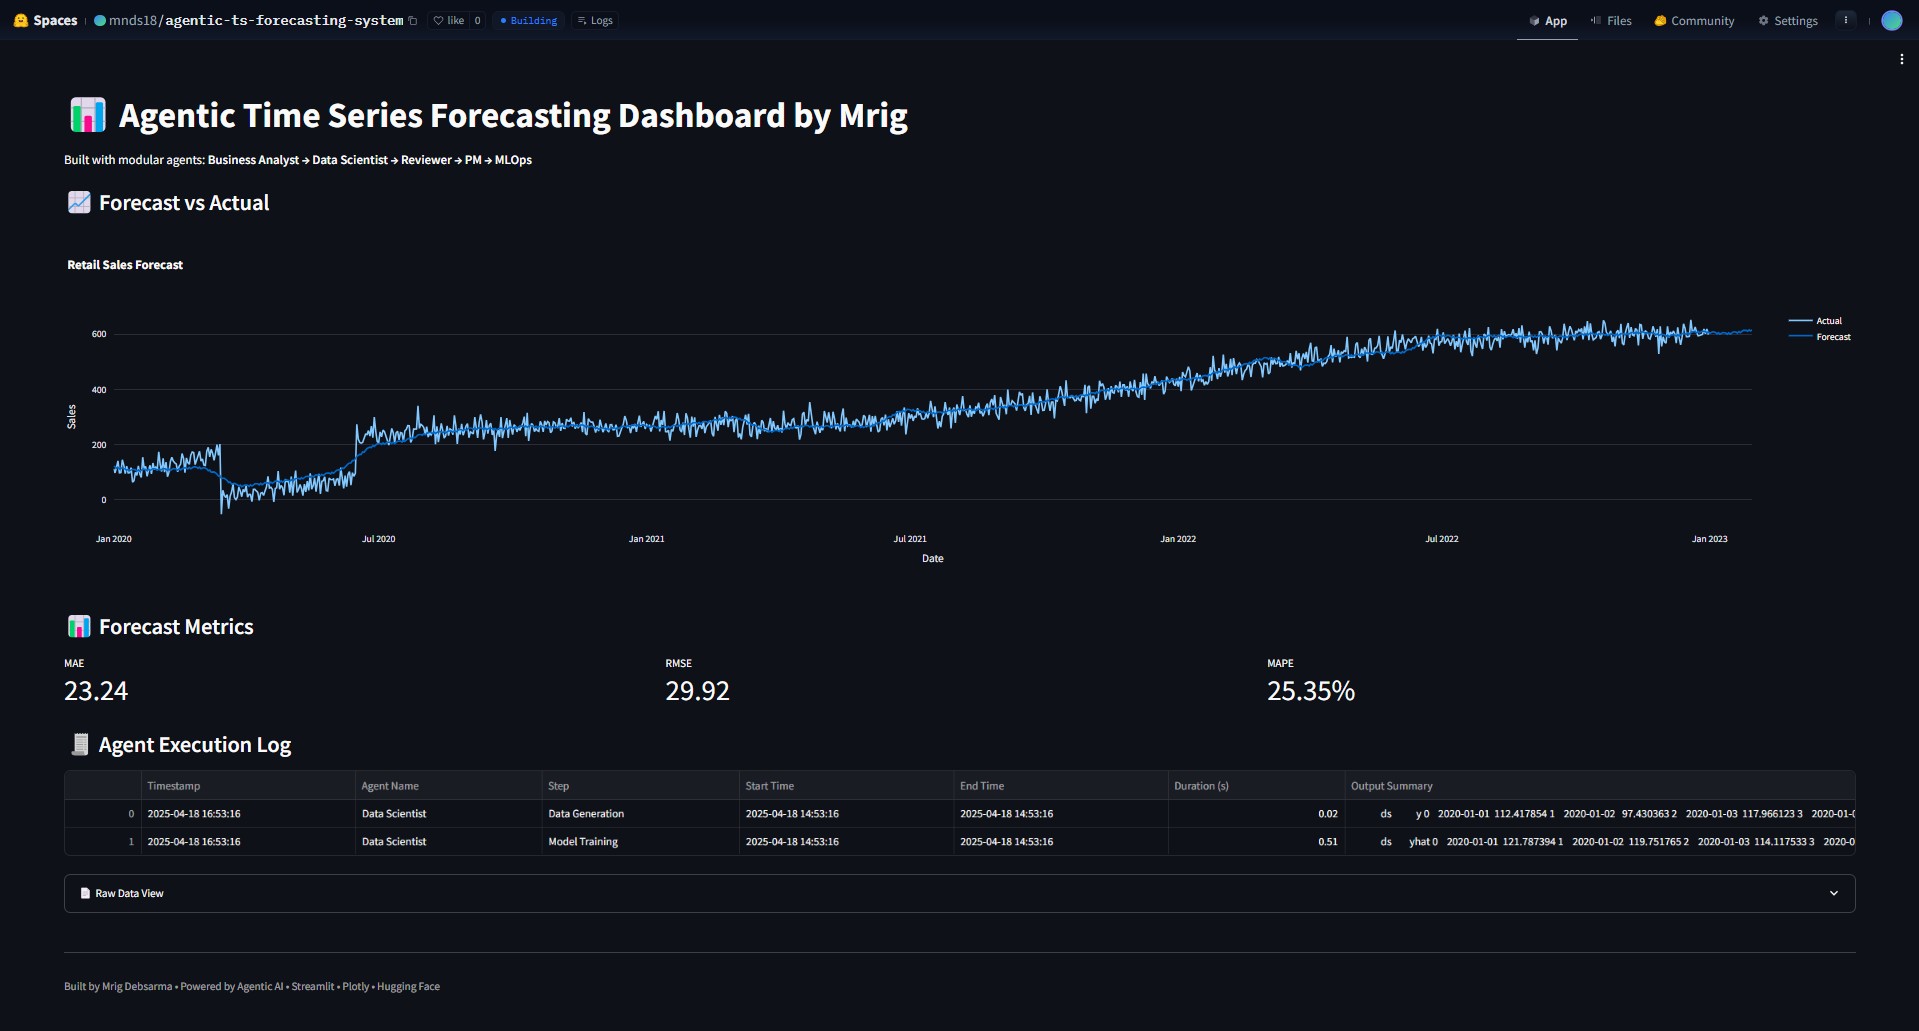 Spaces mnds18/agentic-ts-forecasting-system like 0 Building Logs App Files Community Settings
Agentic Time Series Forecasting Dashboard by Mrig
Built with modular agents: Business Analyst → Data Scientist → Reviewer → PM → MLOps
Forecast vs Actual
Retail Sales Forecast
Actual
Forecast
600
400
200
0
Sales
Jan 2020 Jul 2020 Jan 2021 Jul 2021 Jan 2022 Jul 2022 Jan 2023
Date
Forecast Metrics
MAE RMSE MAPE
23.24 29.92 25.35%
Agent Execution Log
Timestamp Agent Name Step Start Time End Time Duration (s) Output Summary
0 2025-04-18 16:53:16 Data Scientist Data Generation 2025-04-18 14:53:16 2025-04-18 14:53:16 0.02 ds y 0 2020-01-01 112.417854 1 2020-01-02 97.430363 2 2020-01-03 117.966123 3 2020-01-0
1 2025-04-18 16:53:16 Data Scientist Model Training 2025-04-18 14:53:16 2025-04-18 14:53:16 0.51 ds yhat 0 2020-01-01 121.787394 1 2020-01-02 119.751765 2 2020-01-03 114.117533 3 2020-0
Raw Data View
Built by Mrig Debsarma • Powered by Agentic AI • Streamlit • Plotly • Hugging Face